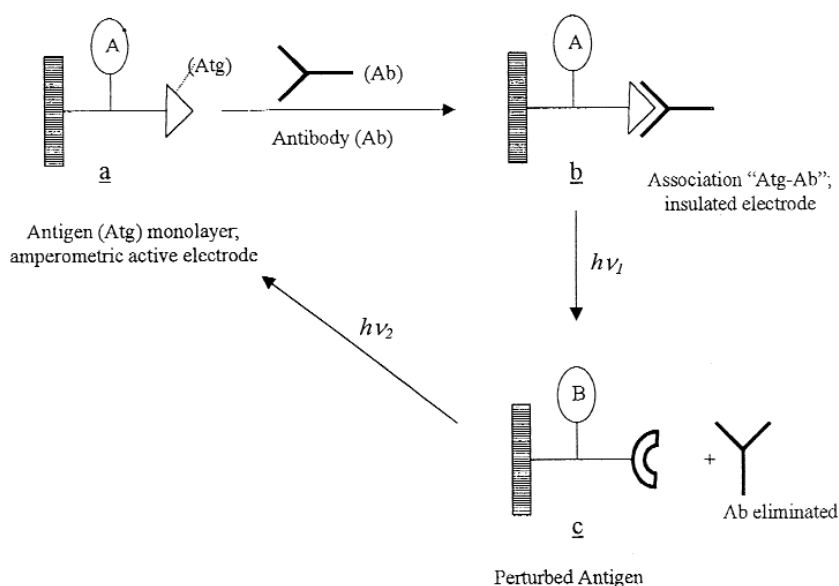 A
(Atg)
(Ab)
Antibody (Ab)
a
A
b
Association “Atg-Ab”;
insulated electrode
Antigen (Atg) monolayer;
amperometric active electrode
hν1
hν2
B
+
c
Ab eliminated
Perturbed Antigen